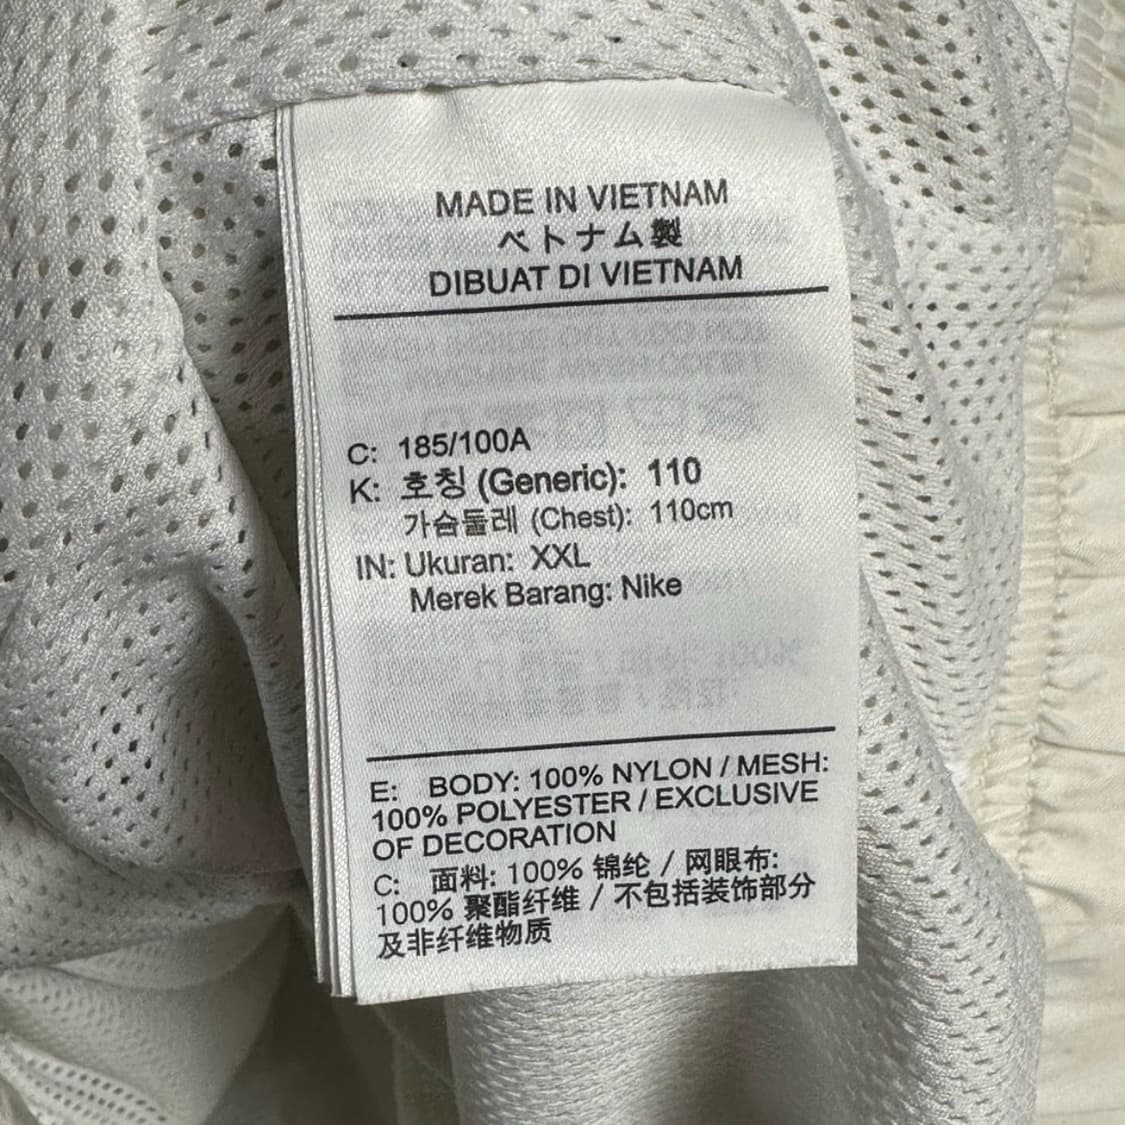 MADE IN VIETNAM
ベトナム製
DIBUAT DI VIETNAM
C: 185/100A
K: 호칭 (Generic): 110
가슴둘레 (Chest): 110cm
IN: Ukuran: XXL
Merek Barang: Nike
E: BODY: 100% NYLON / MESH:
100% POLYESTER / EXCLUSIVE
OF DECORATION
C: 面料: 100% 锦纶 / 网眼布:
100% 聚酯纤维 / 不包括装饰部分
及非纤维物质